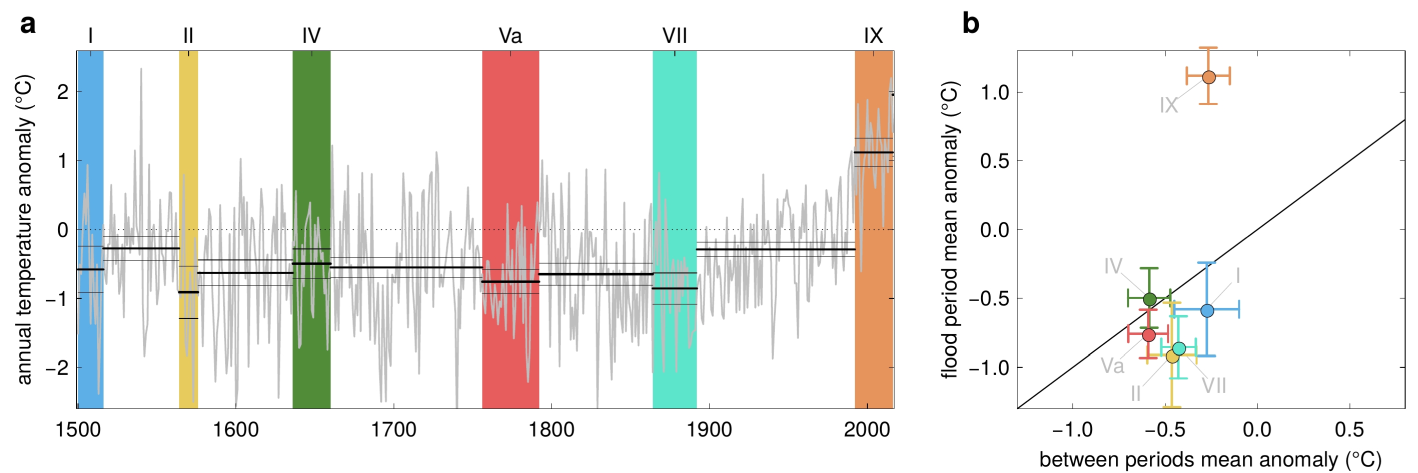 a
I II IV Va VII IX
annual temperature anomaly (°C)
2
1
0
−1
−2
1500 1600 1700 1800 1900 2000
b
flood period mean anomaly (°C)
1.0
0.5
0.0
−0.5
−1.0
IX
IV
I
Va
II
VII
−1.0 −0.5 0.0 0.5
between periods mean anomaly (°C)